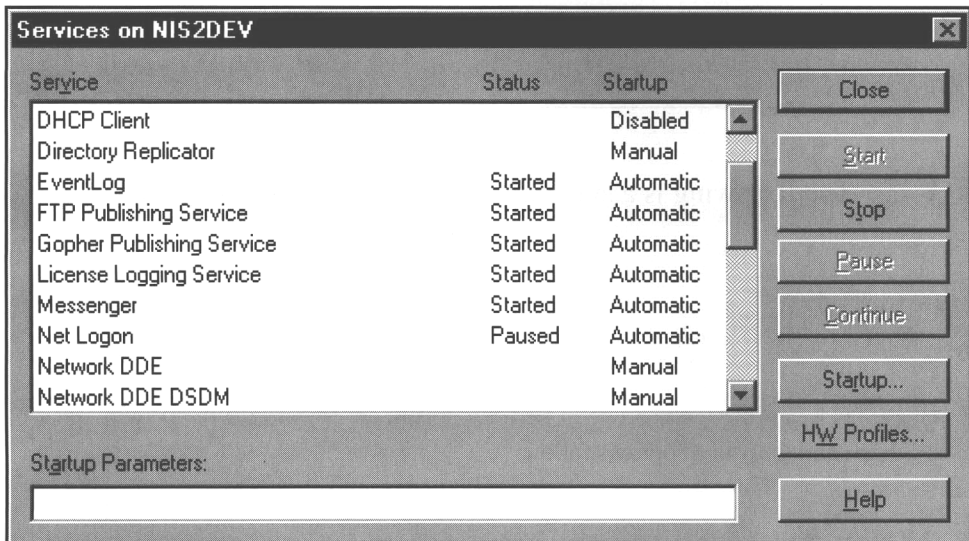 Services on NIS2DEV
Service Status Startup
DHCP Client Disabled
Directory Replicator Manual
EventLog Started Automatic
FTP Publishing Service Started Automatic
Gopher Publishing Service Started Automatic
License Logging Service Started Automatic
Messenger Started Automatic
Net Logon Paused Automatic
Network DDE Manual
Network DDE DSDM Manual
Startup Parameters:
Close
Start
Stop
Pause
Continue
Startup...
HW Profiles...
Help